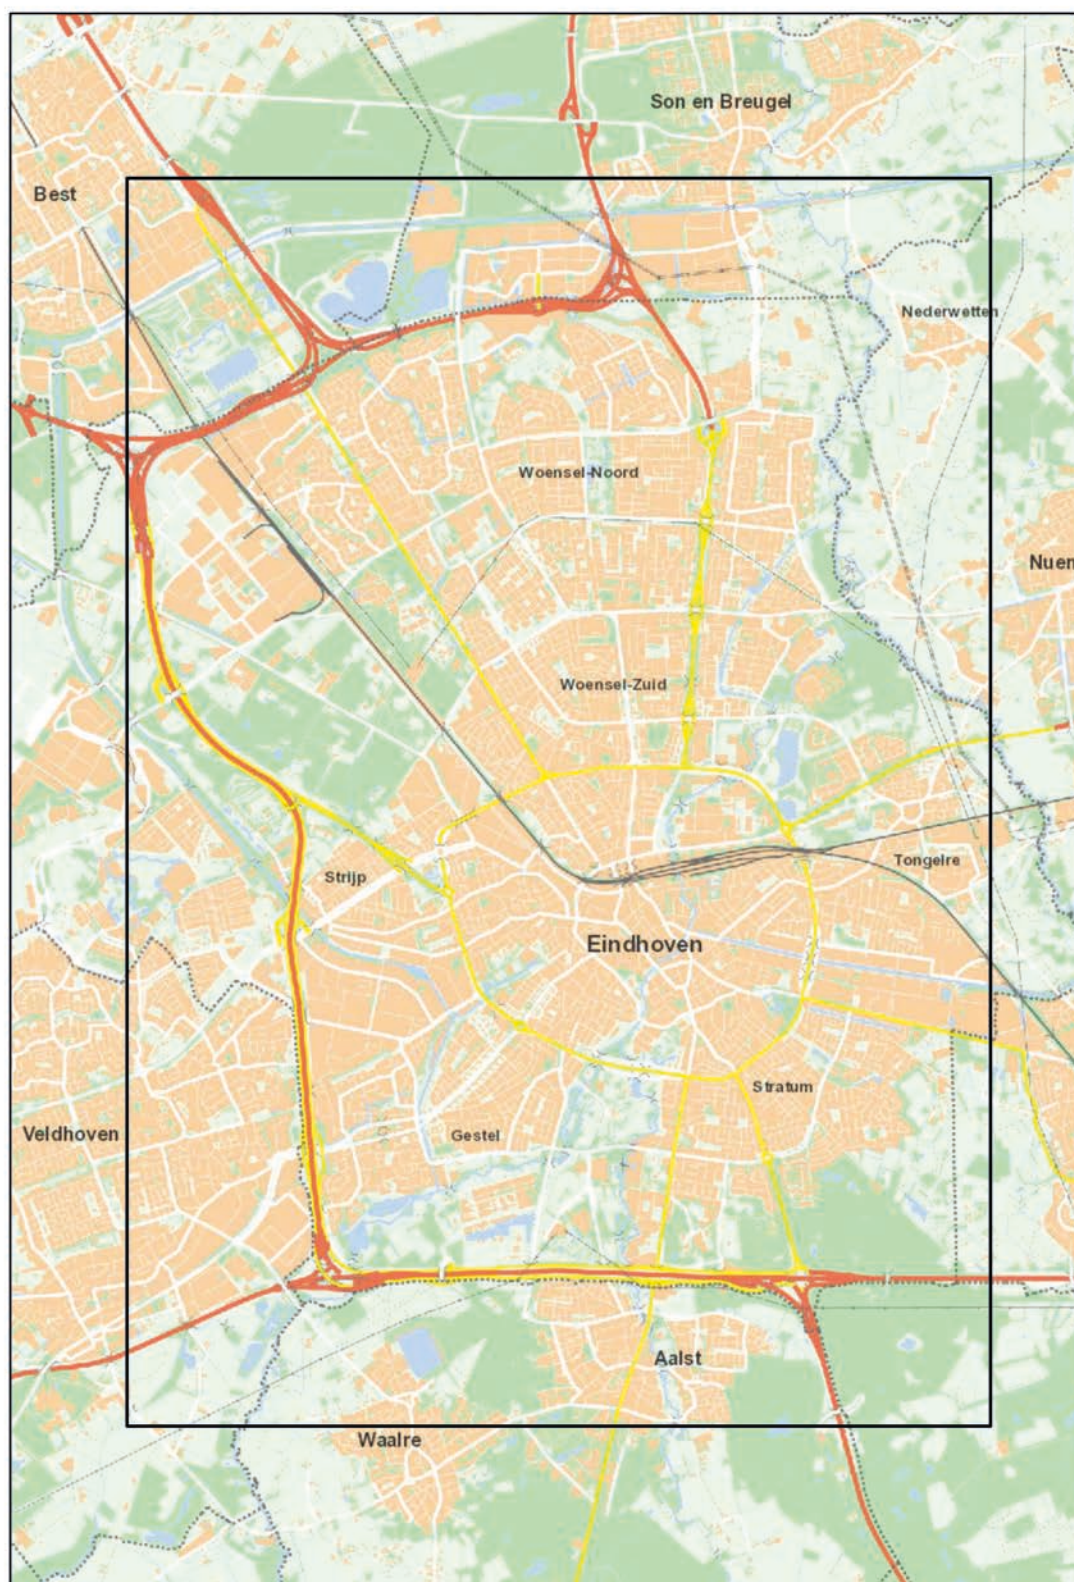 Son en Breugel
Best
Nederwetten
Woensel-Noord
Nuen
Woensel-Zuid
Tongelre
Strijp
Eindhoven
Stratum
Veldhoven
Gestel
Aalst
Waalre